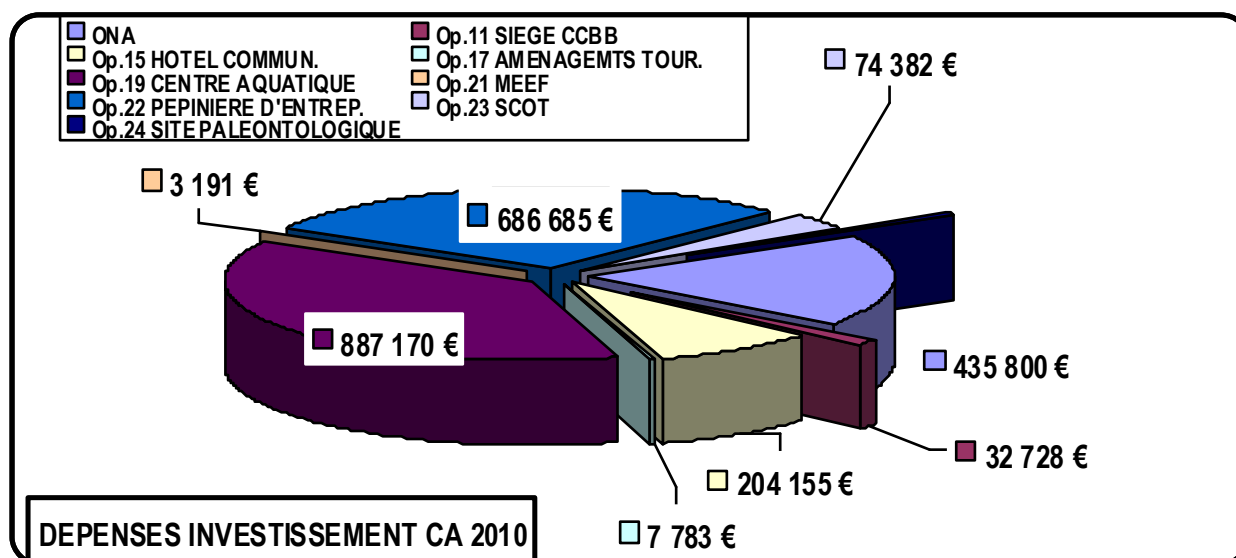 ONA
Op.11 SIEGE CCBB
Op.15 HOTEL COMMUN.
Op.17 AMENAGEMTS TOUR.
Op.19 CENTRE AQUATIQUE
Op.21 MEEF
Op.22 PEPINIERE D'ENTREP.
Op.23 SCOT
Op.24 SITE PALEONTOLOGIQUE
74 382 €
3 191 €
686 685 €
887 170 €
435 800 €
32 728 €
204 155 €
7 783 €
DEPENSES INVESTISSEMENT CA 2010